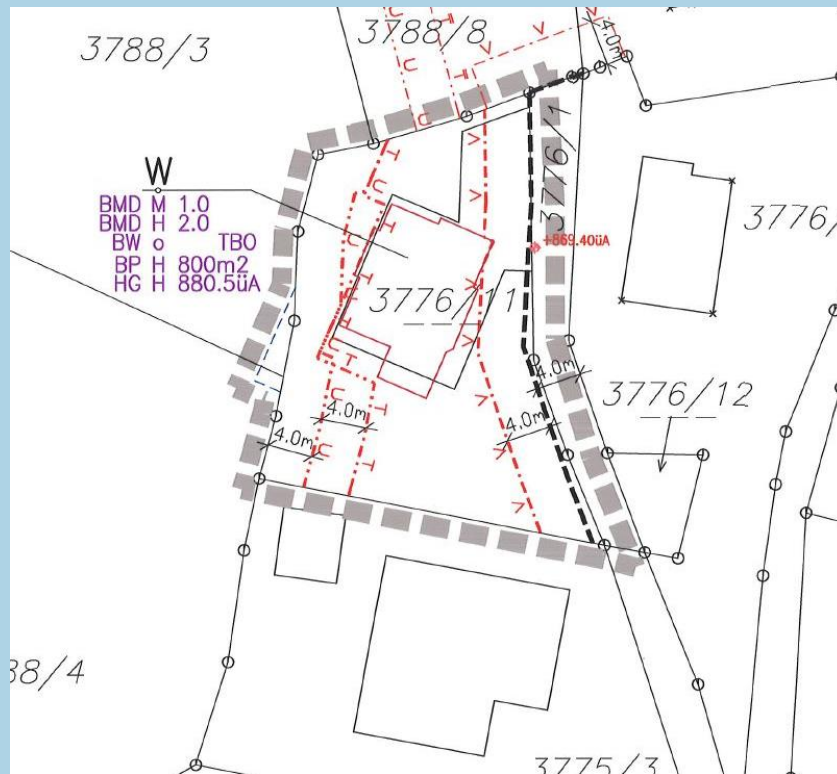 3788/3
3788/8
4.0m
W
BMD M 1.0
BMD H 2.0
BW o TBO
BP H 800m2
HG H 880.5üA
3776/1
+869.40üA
3776/
3776/11
4.0m
3776/12
4.0m
4.0m
4.0m
38/4
3775/3